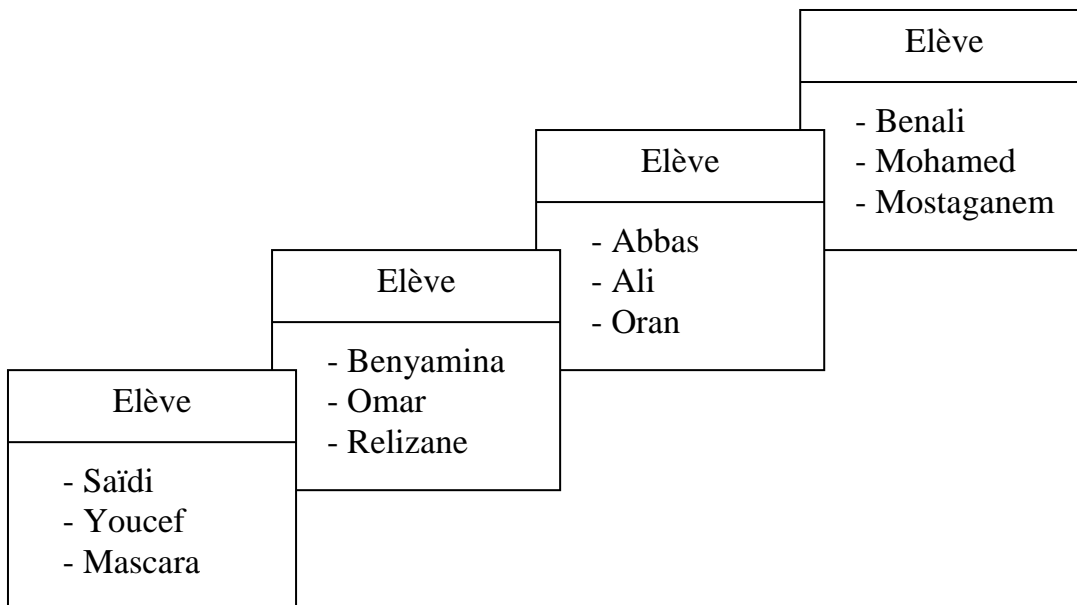 Elève
- Benali
- Mohamed
- Mostaganem
Elève
- Abbas
- Ali
- Oran
Elève
- Benyamina
- Omar
- Relizane
Elève
- Saïdi
- Youcef
- Mascara